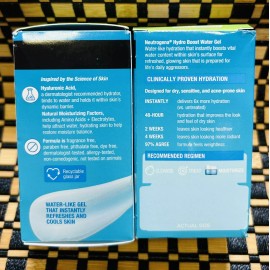 Inspired by the Science of Skin
Hyaluronic Acid,
a dermatologist recommended hydrator,
binds to water and holds it within skin's
dynamic barrier.
Natural Moisturizing Factors,
including Amino Acids + Electrolytes,
help attract water, hydrating skin to help
restore moisture balance.
Formula is fragrance free,
paraben free, phthalate free, dye free,
dermatologist tested, allergy-tested,
non-comedogenic, not tested on animals
Recyclable
glass jar
WATER-LIKE GEL
THAT INSTANTLY
REFRESHES AND
COOLS SKIN
Neutrogena® Hydro Boost Water Gel
Water-like hydration that instantly boosts vital
water content within skin's surface for
refreshed, glowing skin that is prepared for
life's daily aggressors.
CLINICALLY PROVEN HYDRATION
Designed for dry, sensitive, and acne prone skin
INSTANTLY delivers 6x more hydration
48-HOUR hydration that improves the look
and feel of dry skin
2 WEEKS leaves skin looking healthier
4 WEEKS leaves skin more radiant
97% AGREE formula feels weightless
RECOMMENDED REGIMEN